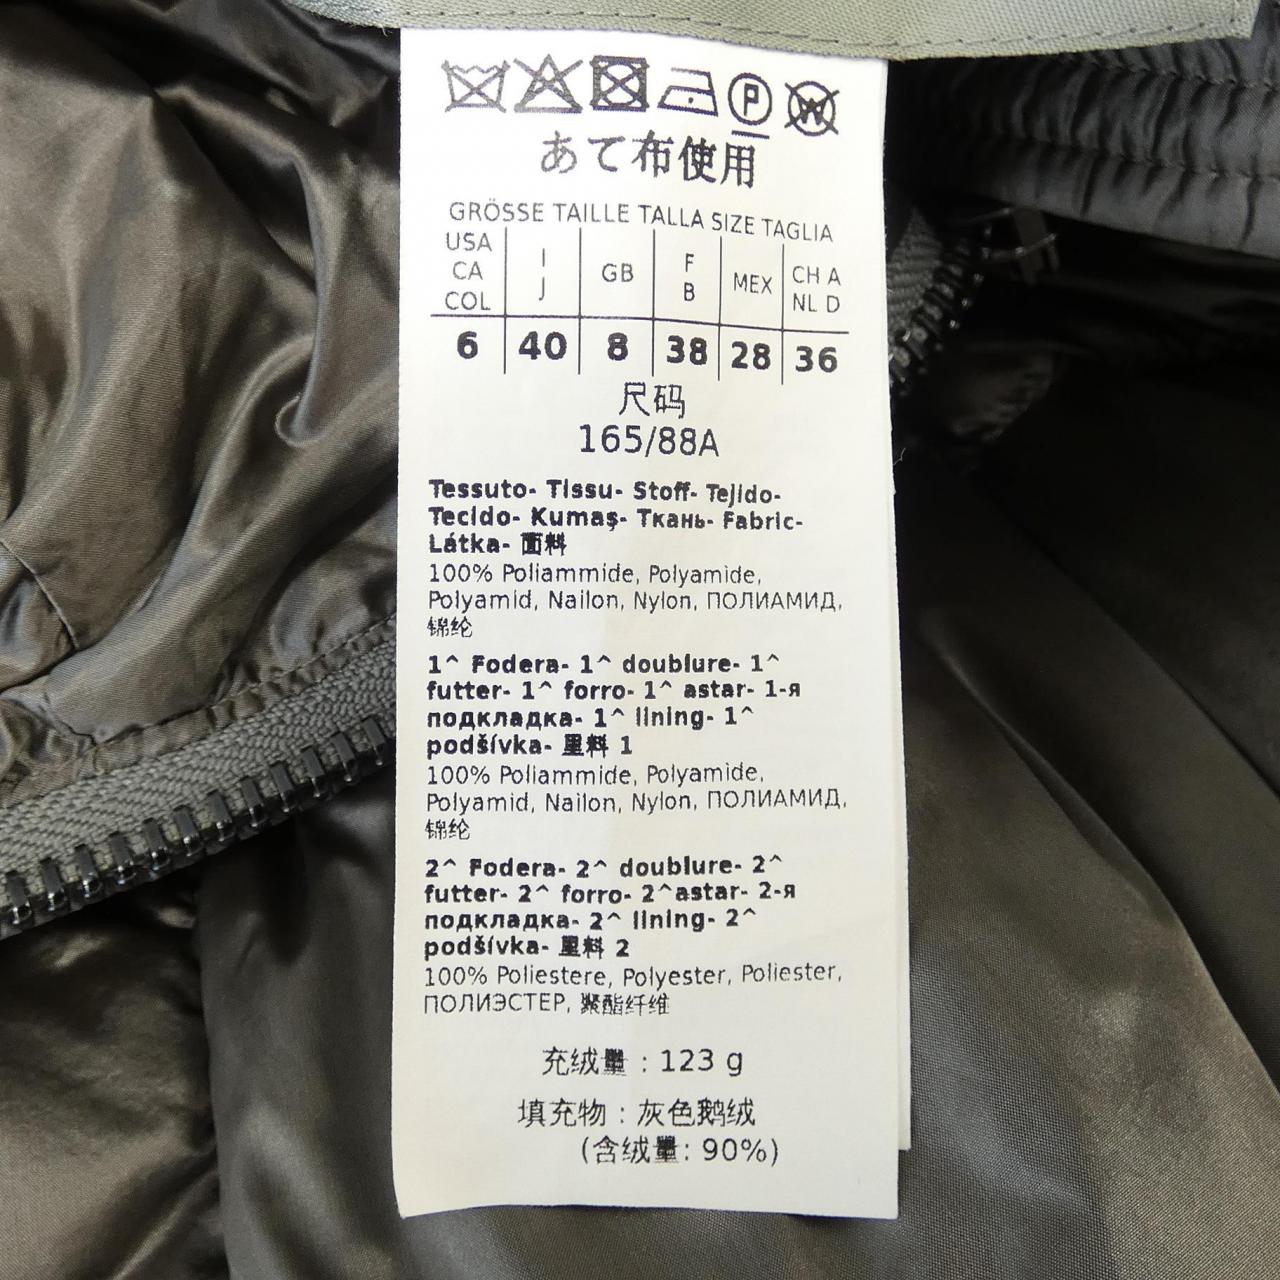 P W
あて布使用
GRÖSSE TAILLE TALLA SIZE TAGLIA
USA CA COL | I J | GB | F B | MEX | CH A NL D
6 | 40 | 8 | 38 | 28 | 36
尺码
165/88A
Tessuto- Tissu- Stoff- Tejido-
Tecido- Kumaş- Ткань- Fabric-
Látka- 面料
100% Poliammide, Polyamide,
Polyamid, Nailon, Nylon, ПОЛИАМИД,
锦纶
1^ Fodera- 1^ doublure- 1^
futter- 1^ forro- 1^ astar- 1-я
подкладка- 1^ lining- 1^
podšívka- 里料 1
100% Poliammide, Polyamide,
Polyamid, Nailon, Nylon, ПОЛИАМИД,
锦纶
2^ Fodera- 2^ doublure- 2^
futter- 2^ forro- 2^astar- 2-я
подкладка- 2^ lining- 2^
podšívka- 里料 2
100% Poliestere, Polyester, Poliester,
ПОЛИЭСТЕР, 聚酯纤维
充绒量 : 123 g
填充物 : 灰色鹅绒
(含绒量: 90%)